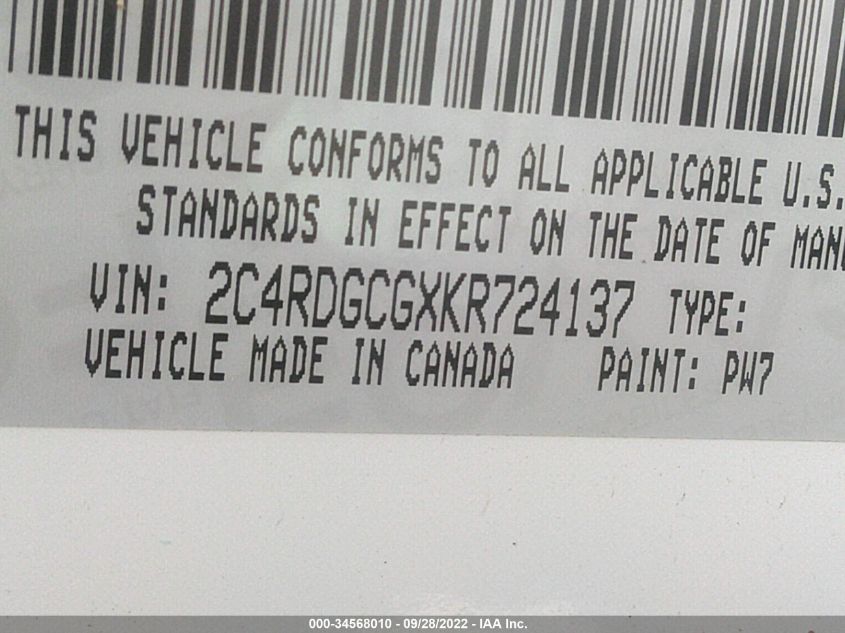 THIS VEHICLE CONFORMS TO ALL APPLICABLE U.S.
STANDARDS IN EFFECT ON THE DATE OF
VIN: 2C4RDGCGXKR724137 TYPE:
VEHICLE MADE IN CANADA PAINT: PW7
000-34568010 - 09/28/2022 - IAA Inc.